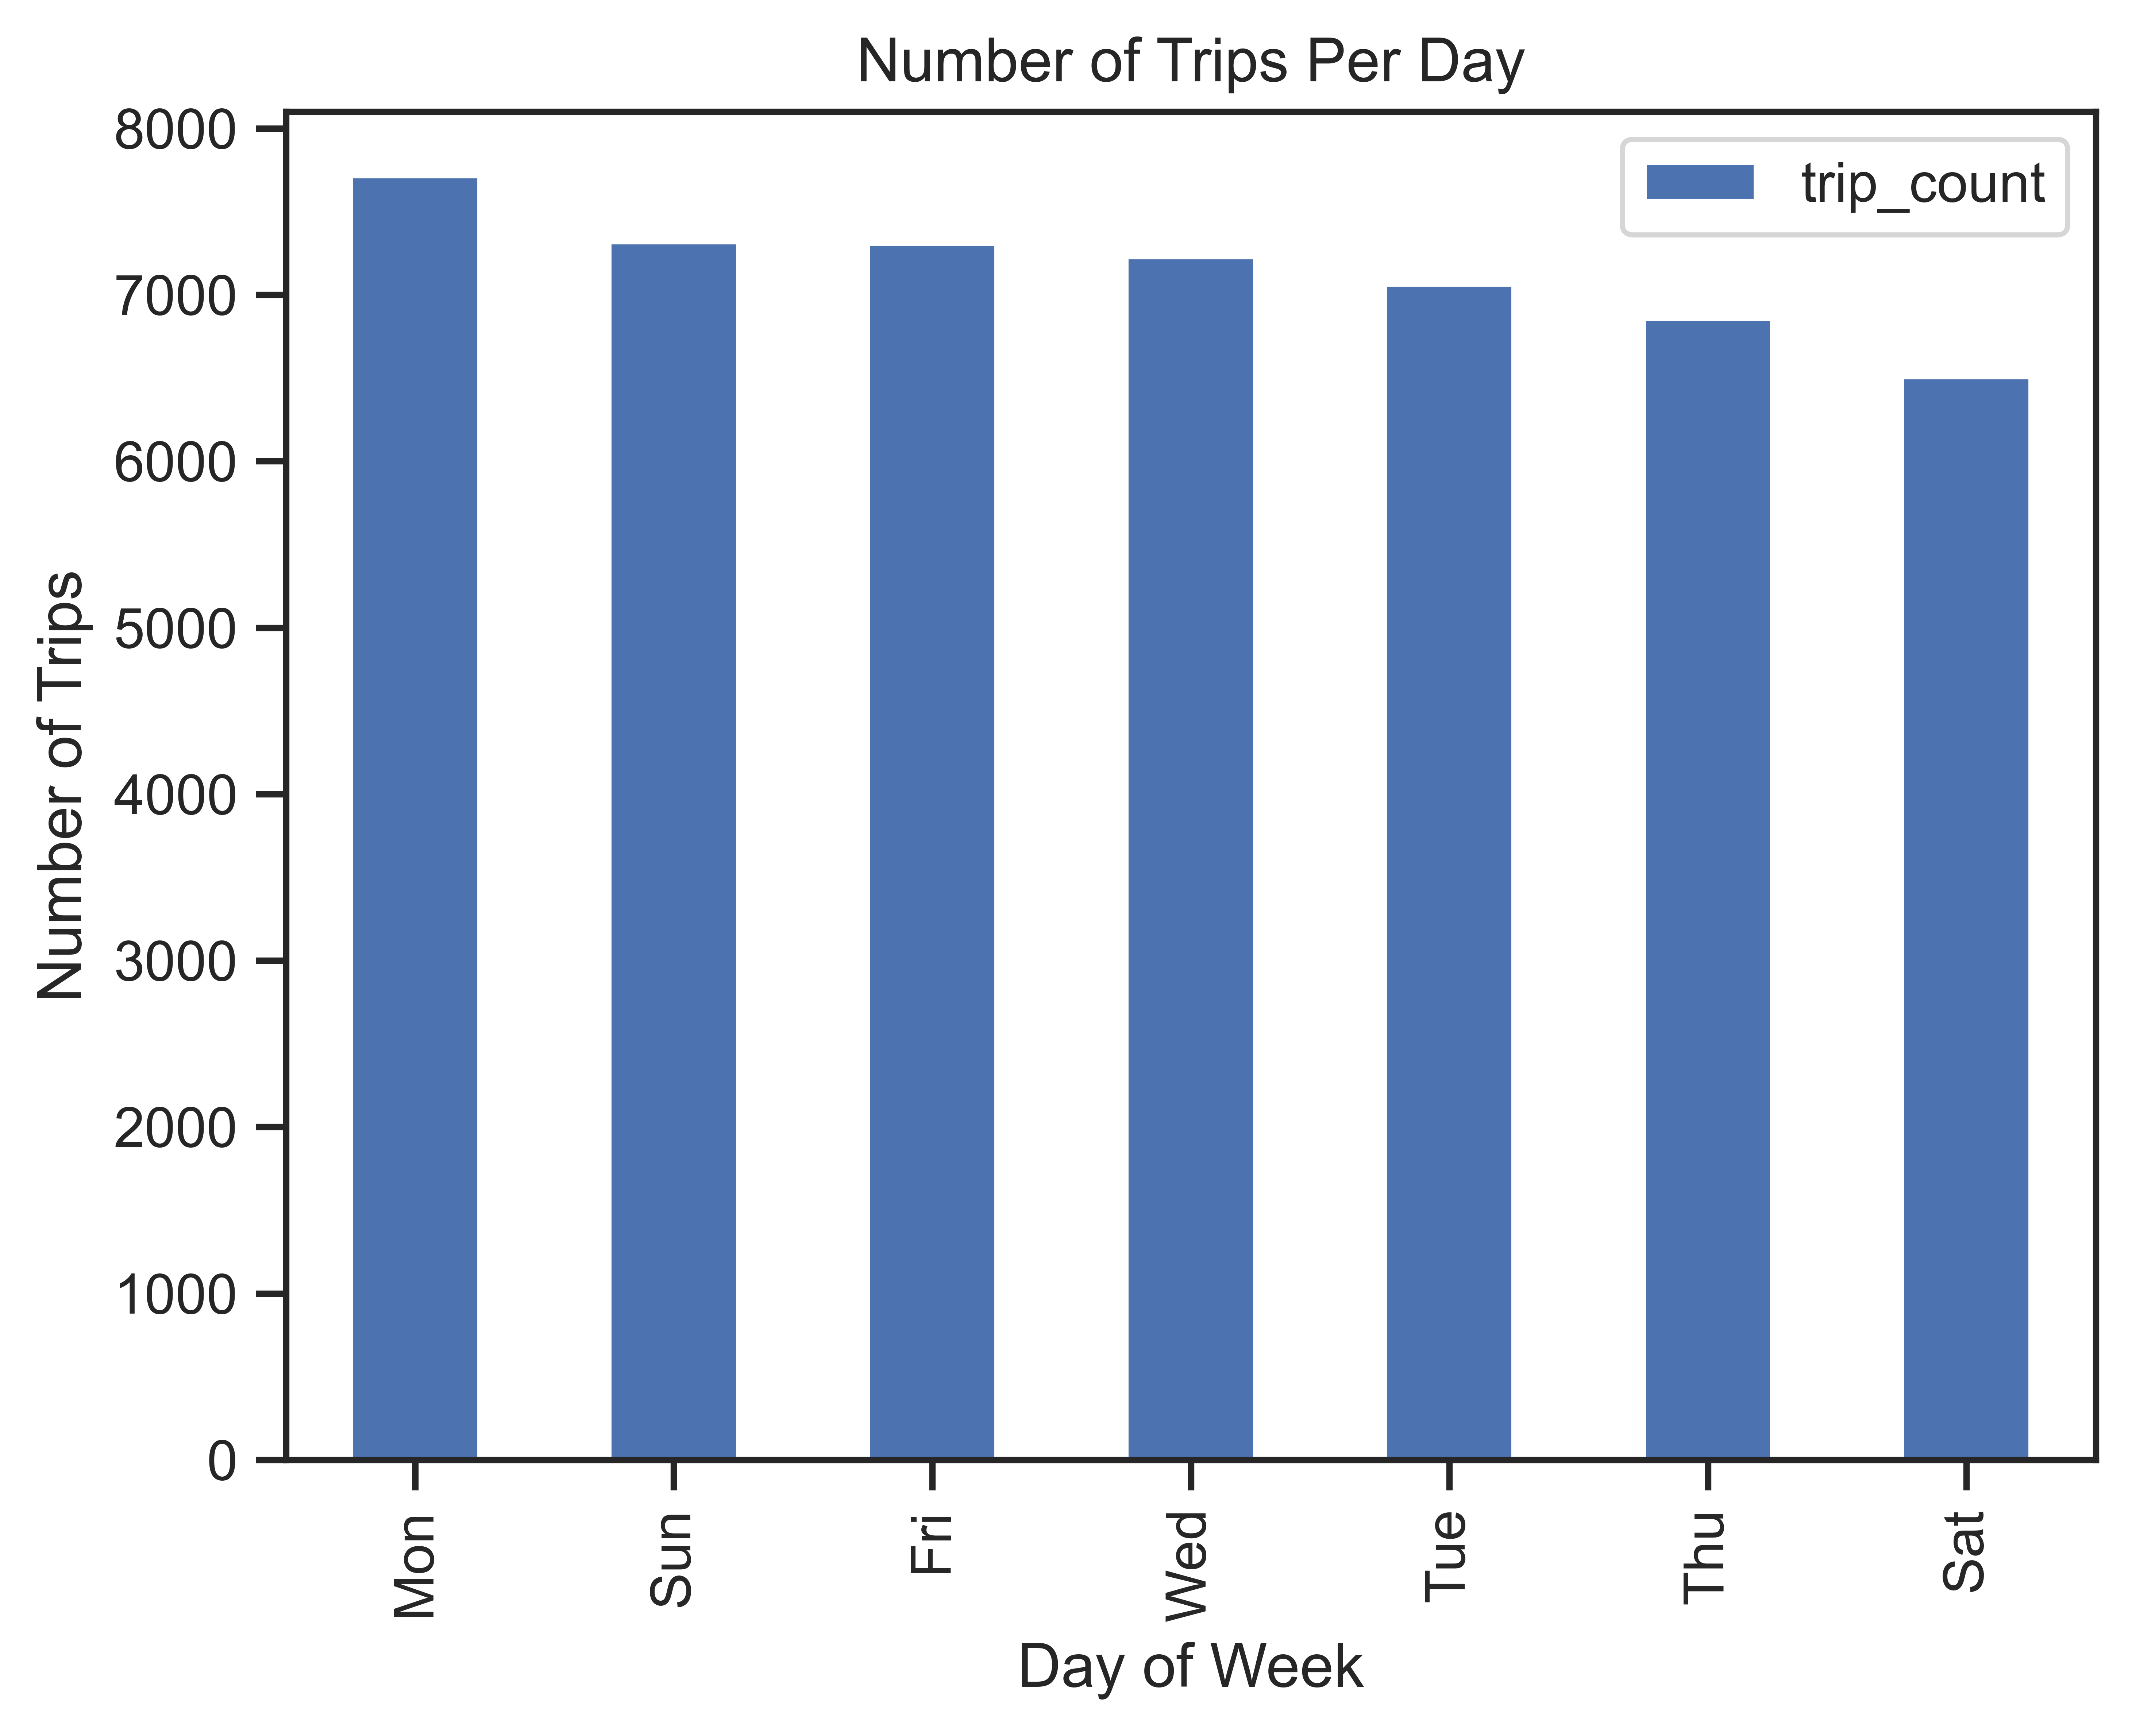 Number of Trips Per Day
trip_count
Number of Trips
8000
7000
6000
5000
4000
3000
2000
1000
0
Mon
Sun
Fri
Wed
Tue
Thu
Sat
Day of Week